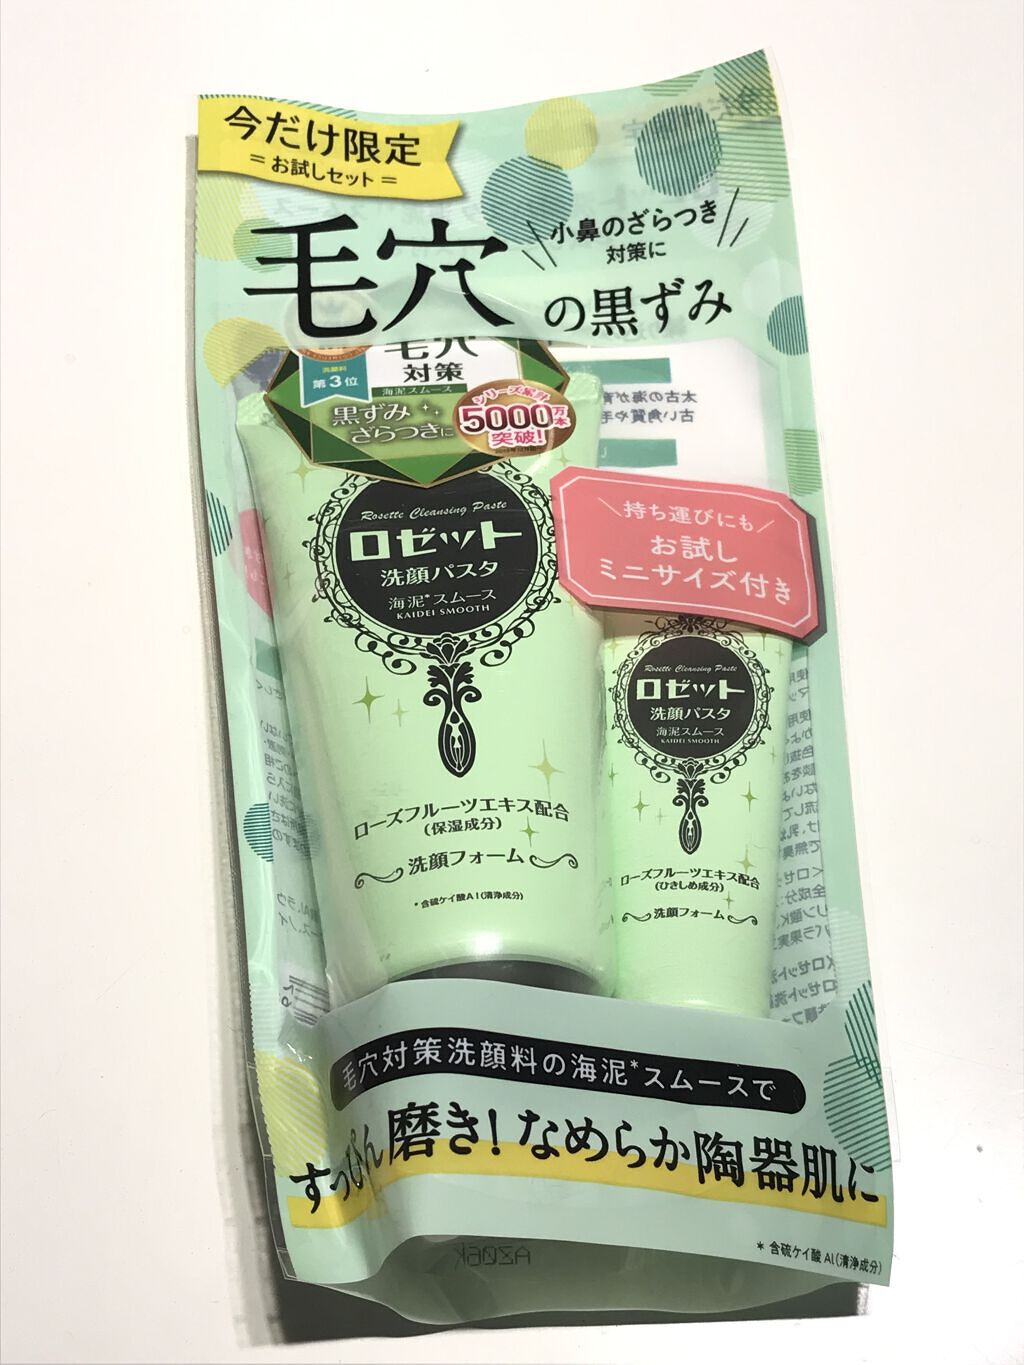 今だけ限定
=お試しセット=
小鼻のざらつき
対策に
毛穴の黒ずみ
洗顔料
第3位
毛穴
対策
海泥スムース
黒ずみ
ざらつきに
シリーズ累計
5000万本
突破!
持ち運びにも
お試し
ミニサイズ付き
Rosette Cleansing Paste
ロゼット
洗顔パスタ
海泥*スムース
KAIDEI SMOOTH
ローズフルーツエキス配合
(保湿成分)
洗顔フォーム
*含硫ケイ酸Al(清浄成分)
Rosette Cleansing Paste
ロゼット
洗顔パスタ
海泥スムース
KAIDEI SMOOTH
ローズフルーツエキス配合
(ひきしめ成分)
洗顔フォーム
毛穴対策洗顔料の海泥*スムースで
すっぴん磨き!なめらか陶器肌に
*含硫ケイ酸Al(清浄成分)